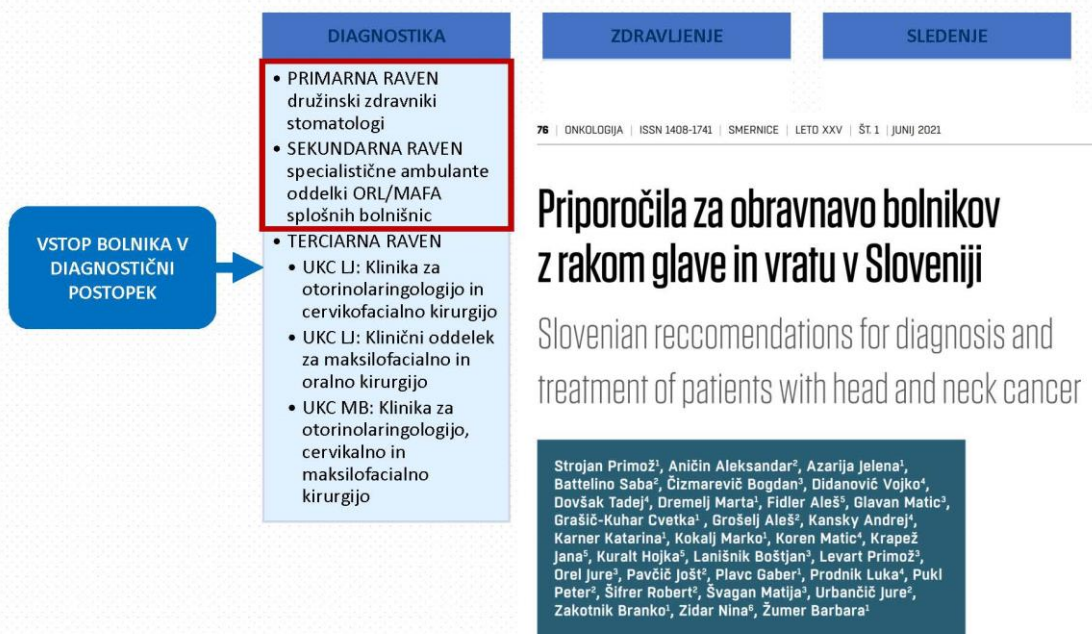 DIAGNOSTIKA
ZDRAVLJENJE
SLEDENJE
VSTOP BOLNIKA V
DIAGNOSTIČNI
POSTOPEK
• PRIMARNA RAVEN
družinski zdravniki
stomatologi
• SEKUNDARNA RAVEN
specialistične ambulante
oddelki ORL/MAFA
splošnih bolnišnic
• TERCIARNA RAVEN
• UKC LJ: Klinika za
otorinolaringologijo in
cervikofacialno kirurgijo
• UKC LJ: Klinični oddelek
za maksilofacialno in
oralno kirurgijo
• UKC MB: Klinika za
otorinolaringologijo,
cervikalno in
maksilofacialno
kirurgijo
76 | ONKOLOGIJA | ISSN 1408-1741 | SMERNICE | LETO XXV | ŠT. 1 | JUNIJ 2021
Priporočila za obravnavo bolnikov
z rakom glave in vratu v Sloveniji
Slovenian reccomendations for diagnosis and
treatment of patients with head and neck cancer
Strojan Primož¹, Aničin Aleksandar², Azarija Jelena¹,
Battelino Saba², Čizmarevič Bogdan³, Didanovič Vojko⁴,
Dovšak Tadej⁴, Dremelj Marta¹, Fidler Aleš⁵, Glavan Matic³,
Grašič-Kuhar Cvetka¹ , Grošelj Aleš², Kansky Andrej⁴,
Karner Katarina¹, Kokalj Marko¹, Koren Matic⁴, Krapež
Jana⁵, Kuralt Hojka⁵, Lanišnik Boštjan³, Levart Primož³,
Orel Jure³, Pavčič Jošt², Plavc Gaber¹, Prodnik Luka⁴, Pukl
Peter², Šifrer Robert², Švagan Matija³, Urbančič Jure²,
Zakotnik Branko¹, Zidar Nina⁶, Žumer Barbara¹